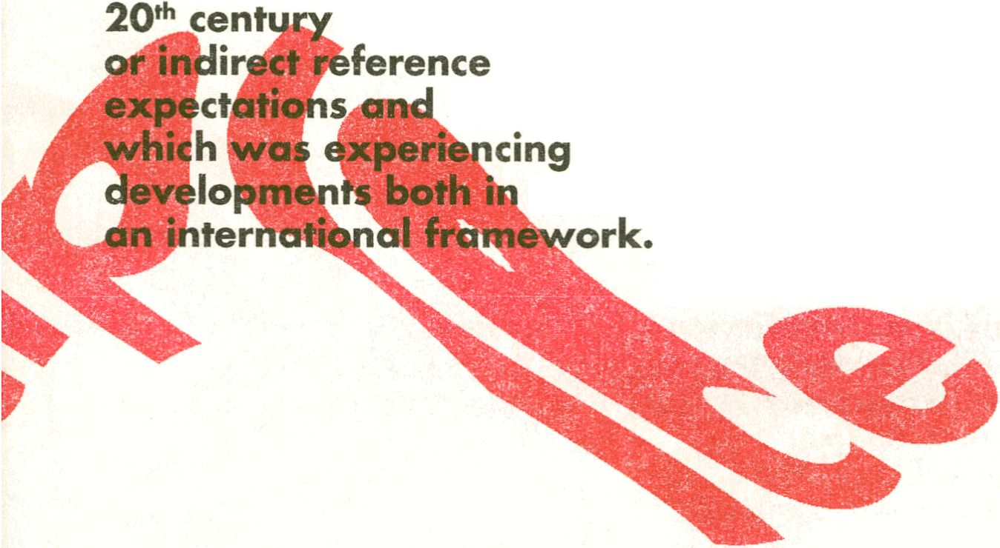 20th century
or indirect reference
expectations and
which was experiencing
developments both in
an international framework.